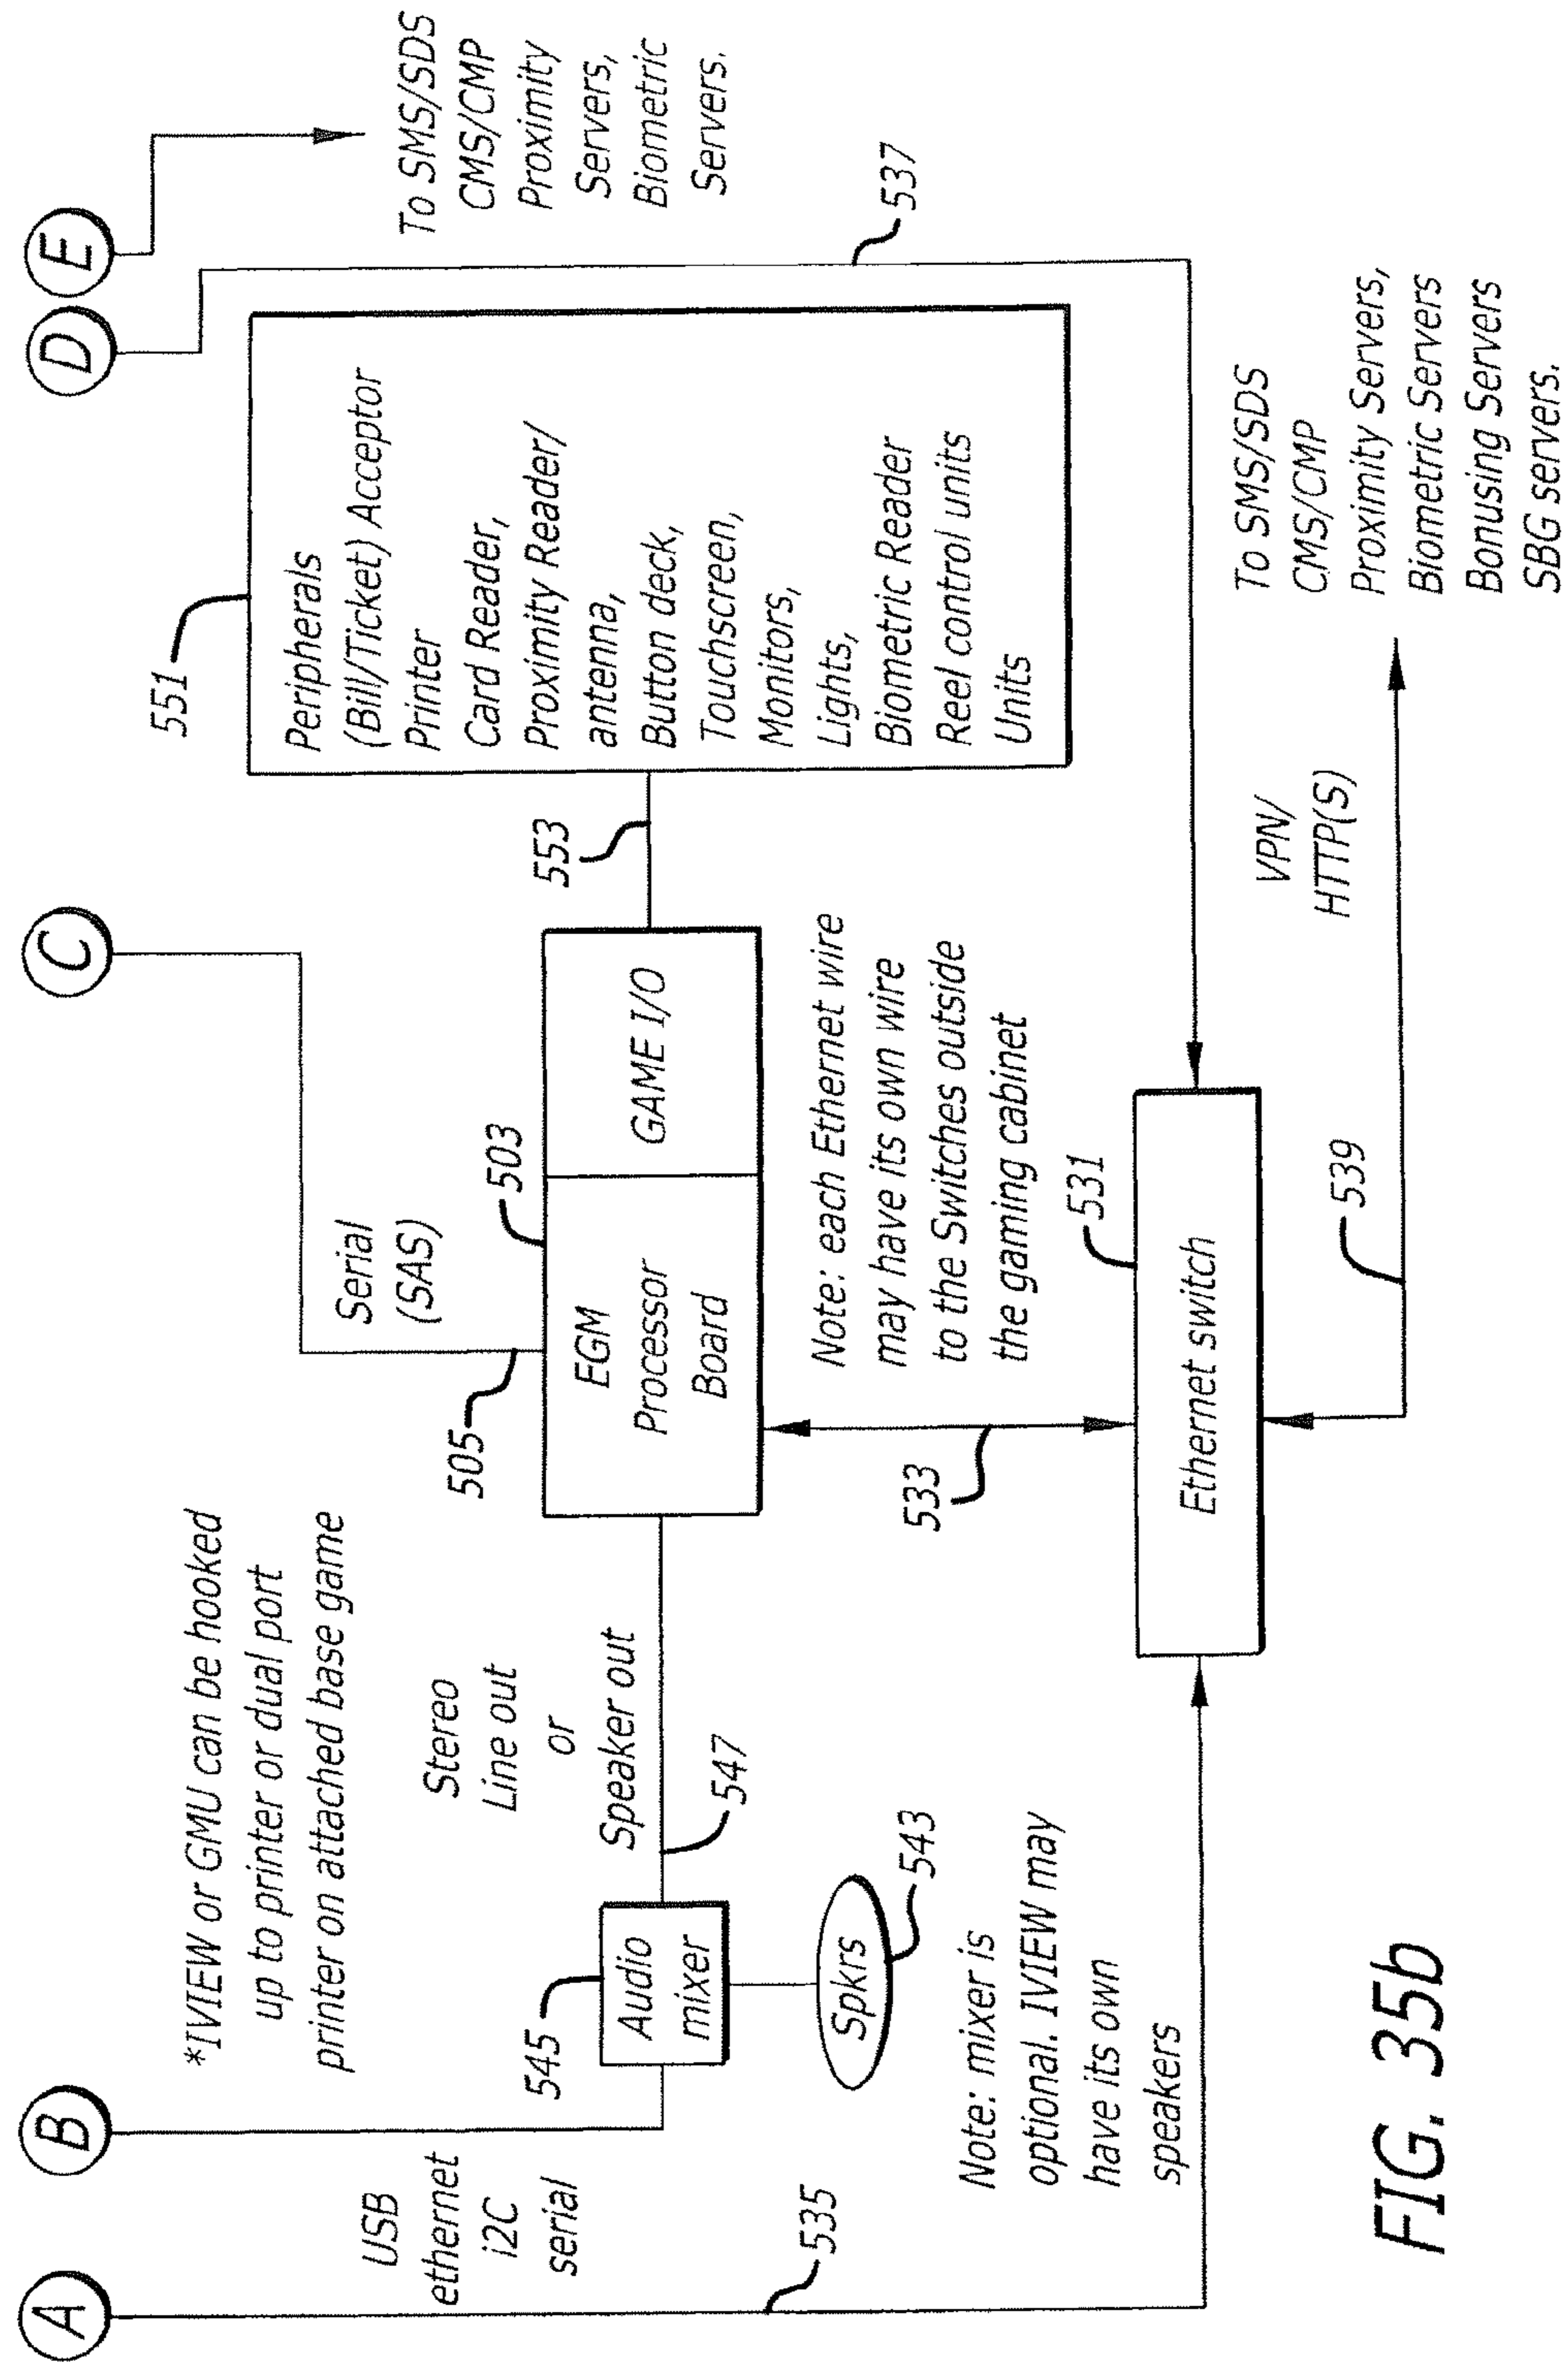 A
B
C
D
E
*IVIEW or GMU can be hooked
up to printer or dual port
printer on attached base game
USB
ethernet
i2C
serial
535
Serial
(SAS)
505
503
EGM
Processor
Board
GAME I/O
553
551
Peripherals
(Bill/Ticket) Acceptor
Printer
Card Reader,
Proximity Reader/
antenna,
Button deck,
Touchscreen,
Monitors,
Lights,
Biometric Reader
Reel control units
Units
To SMS/SDS
CMS/CMP
Proximity
Servers,
Biometric
Servers.
537
Stereo
Line out
or
Speaker out
547
545
Audio
mixer
Spkrs
543
Note: mixer is
optional. IVIEW may
have its own
speakers
533
Note: each Ethernet wire
may have its own wire
to the Switches outside
the gaming cabinet
531
Ethernet switch
539
VPN/
HTTP(S)
To SMS/SDS
CMS/CMP
Proximity Servers,
Biometric Servers
Bonusing Servers
SBG servers.
FIG. 35b